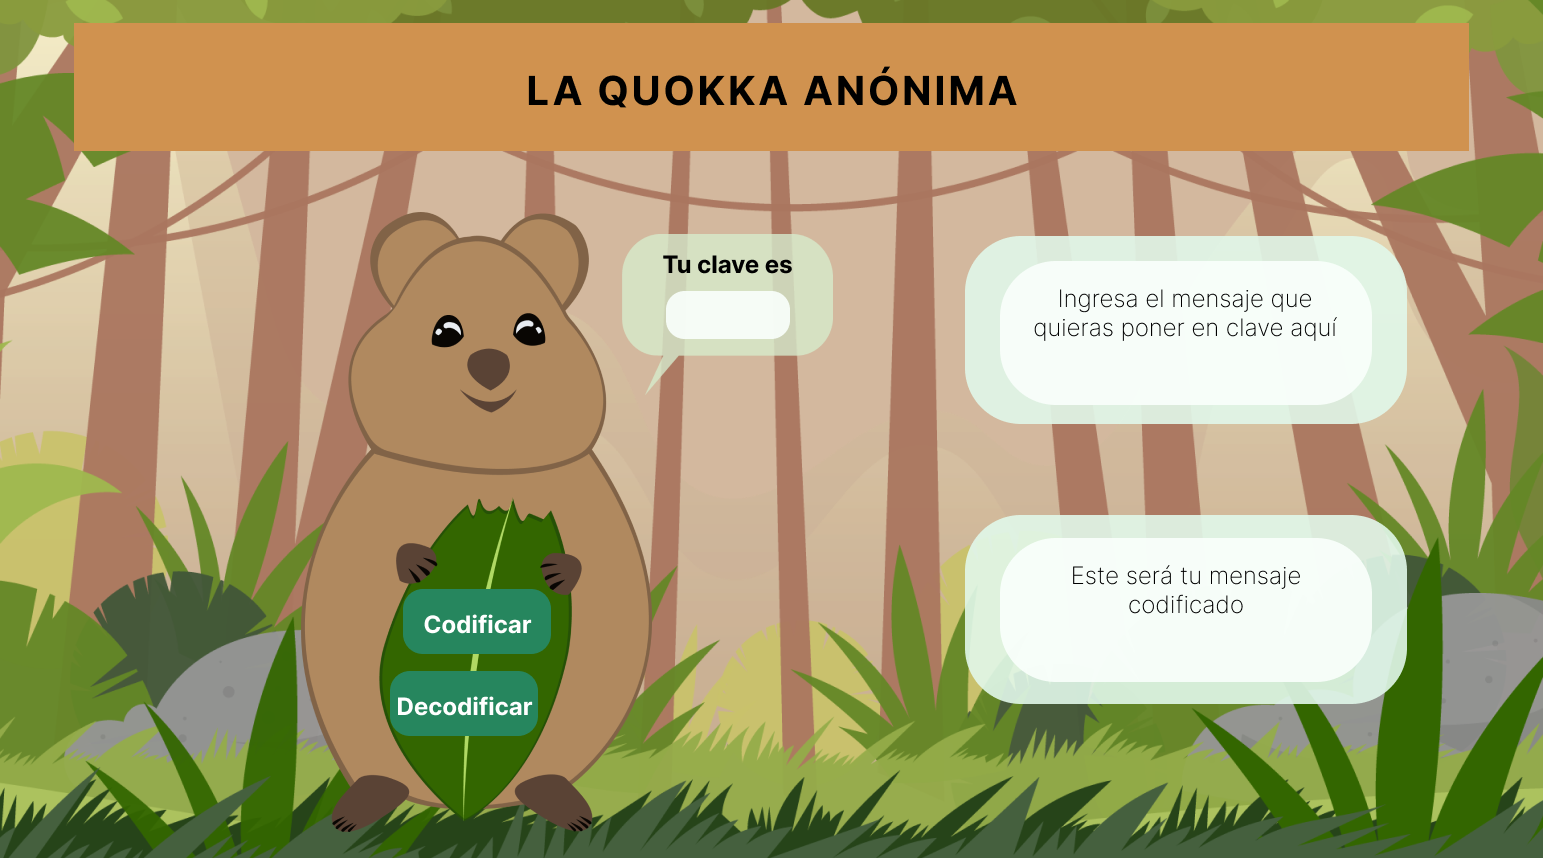 LA QUOKKA ANÓNIMA
Tu clave es
Ingresa el mensaje que
quieras poner en clave aquí
Este será tu mensaje
codificado
Codificar
Decodificar